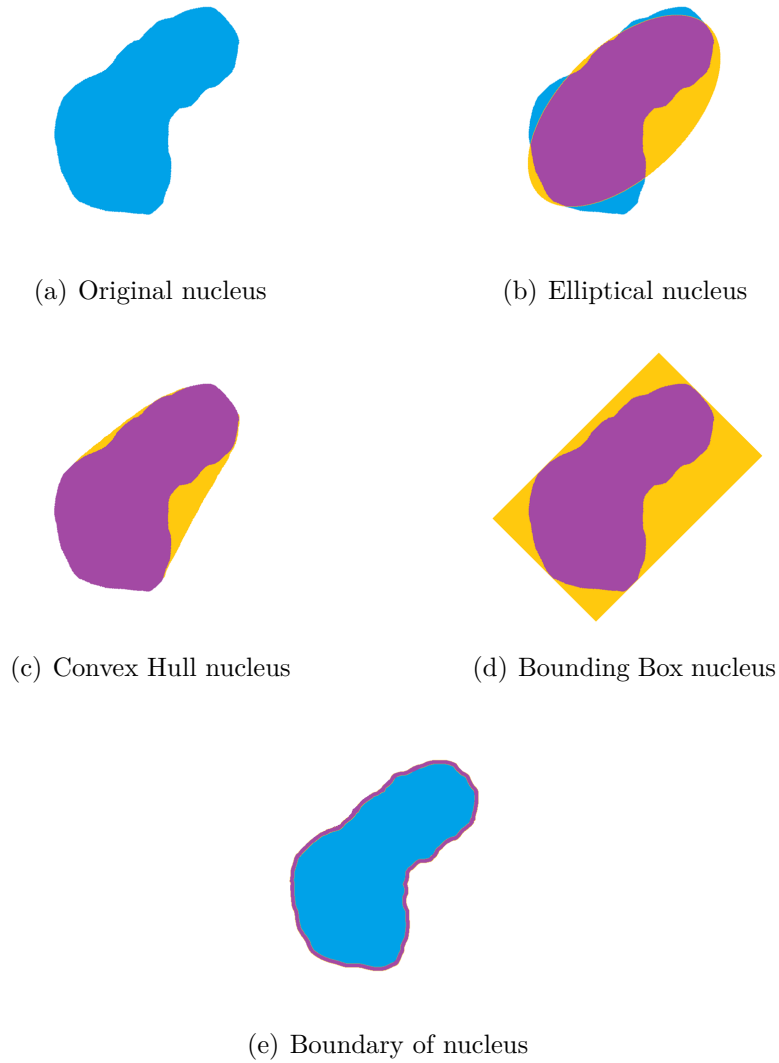 (a) Original nucleus
(b) Elliptical nucleus
(c) Convex Hull nucleus
(d) Bounding Box nucleus
(e) Boundary of nucleus